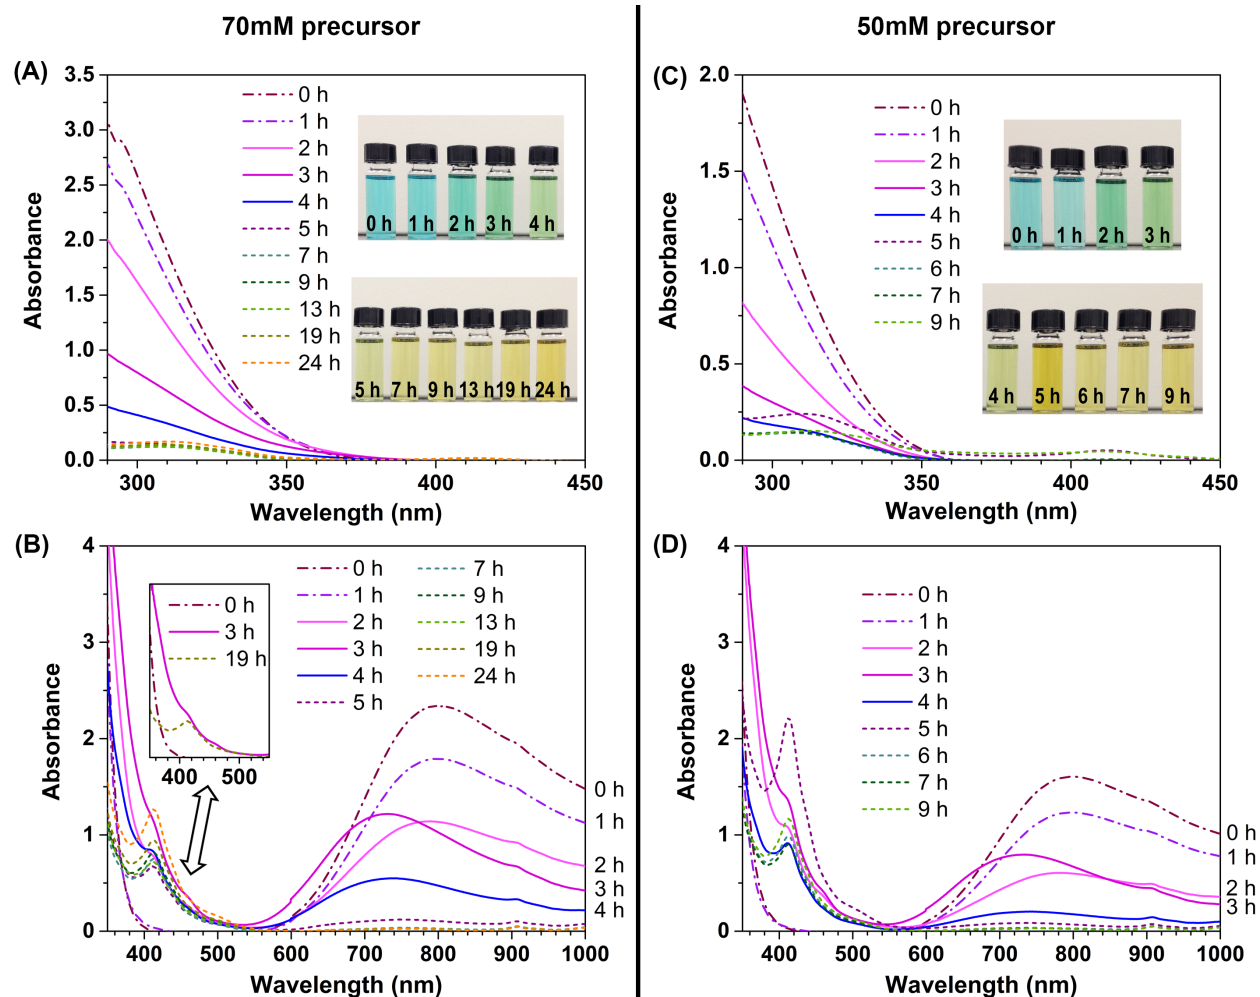 70mM precursor
50mM precursor
(A)
Absorbance
3.5
3.0
2.5
2.0
1.5
1.0
0.5
0.0
300
350
400
450
Wavelength (nm)
0 h
1 h
2 h
3 h
4 h
5 h
7 h
9 h
13 h
19 h
24 h
0 h 1 h 2 h 3 h 4 h
5 h 7 h 9 h 13 h 19 h 24 h
(C)
Absorbance
2.0
1.5
1.0
0.5
0.0
300
350
400
450
Wavelength (nm)
0 h
1 h
2 h
3 h
4 h
5 h
6 h
7 h
9 h
0 h 1 h 2 h 3 h
4 h 5 h 6 h 7 h 9 h
(B)
Absorbance
4
3
2
1
0
400 500 600 700 800 900 1000
Wavelength (nm)
0 h
3 h
19 h
400 500
0 h
1 h
2 h
3 h
4 h
5 h
7 h
9 h
13 h
19 h
24 h
0 h
1 h
2 h
3 h
4 h
(D)
Absorbance
4
3
2
1
0
400 500 600 700 800 900 1000
Wavelength (nm)
0 h
1 h
2 h
3 h
4 h
5 h
6 h
7 h
9 h
0 h
1 h
2 h
3 h